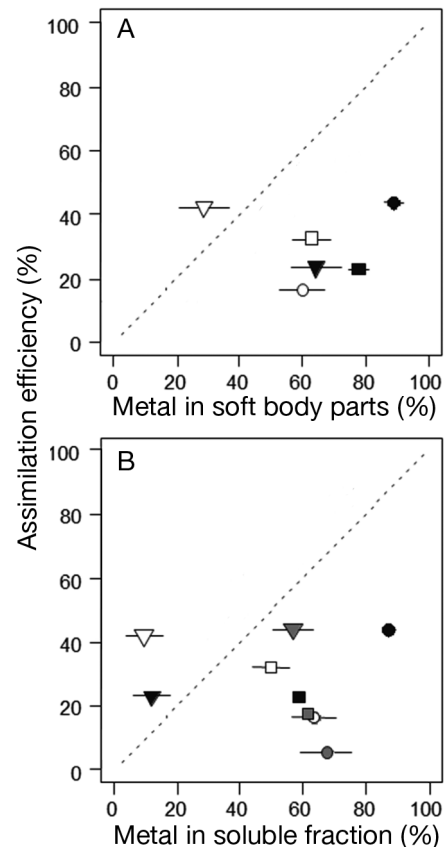 A
100
80
60
40
20
0
0 20 40 60 80 100
Metal in soft body parts (%)
Assimilation efficiency (%)
B
100
80
60
40
20
0
0 20 40 60 80 100
Metal in soluble fraction (%)